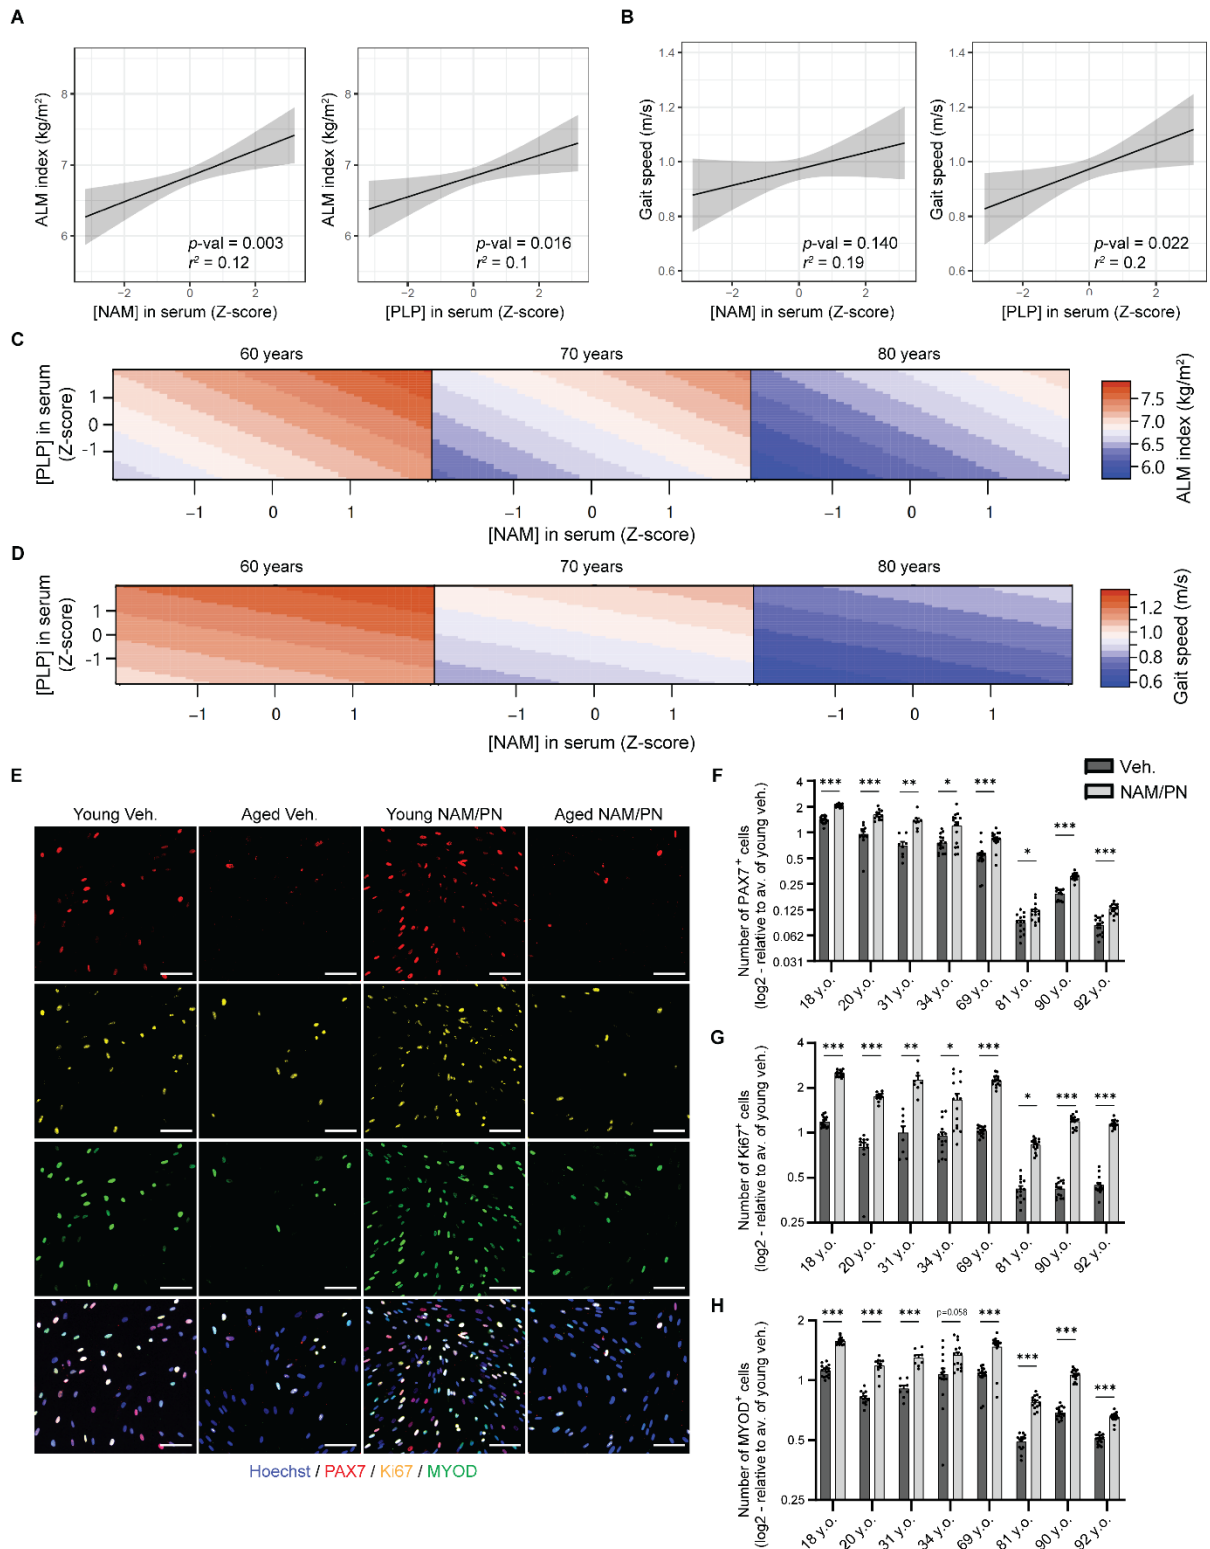 A
B
ALM index (kg/m²)
8
7
6
p-val = 0.003
r² = 0.12
−2
0
2
[NAM] in serum (Z-score)
ALM index (kg/m²)
8
7
6
p-val = 0.016
r² = 0.1
−2
0
2
[PLP] in serum (Z-score)
Gait speed (m/s)
1.4
1.2
1.0
0.8
0.6
p-val = 0.140
r² = 0.19
−2
0
2
[NAM] in serum (Z-score)
Gait speed (m/s)
1.4
1.2
1.0
0.8
0.6
p-val = 0.022
r² = 0.2
−2
0
2
[PLP] in serum (Z-score)
C
60 years
70 years
80 years
[PLP] in serum
(Z-score)
1
0
-1
−1
0
1
−1
0
1
−1
0
1
[NAM] in serum (Z-score)
7.5
7.0
6.5
6.0
ALM index (kg/m²)
D
60 years
70 years
80 years
[PLP] in serum
(Z-score)
1
0
-1
−1
0
1
−1
0
1
−1
0
1
[NAM] in serum (Z-score)
1.2
1.0
0.8
0.6
Gait speed (m/s)
E
Young Veh.
Aged Veh.
Young NAM/PN
Aged NAM/PN
Hoechst / PAX7 / Ki67 / MYOD
F
Veh.
NAM/PN
Number of PAX7⁺ cells
(log2 - relative to av. of young veh.)
4
2
1
0.5
0.25
0.125
0.062
0.031
***
***
**
*
***
*
***
***
18 y.o.
20 y.o.
31 y.o.
34 y.o.
69 y.o.
81 y.o.
90 y.o.
92 y.o.
G
Number of Ki67⁺ cells
(log2 - relative to av. of young veh.)
4
2
1
0.5
0.25
***
***
**
*
***
*
***
***
18 y.o.
20 y.o.
31 y.o.
34 y.o.
69 y.o.
81 y.o.
90 y.o.
92 y.o.
H
Number of MYOD⁺ cells
(log2 - relative to av. of young veh.)
2
1
0.5
0.25
***
***
***
p=0.058
***
***
***
***
18 y.o.
20 y.o.
31 y.o.
34 y.o.
69 y.o.
81 y.o.
90 y.o.
92 y.o.